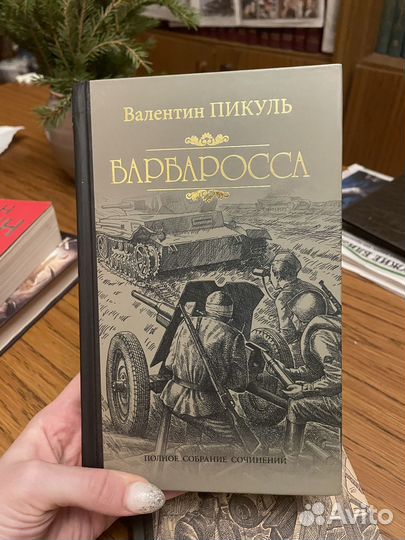 Валентин ПИКУЛЬ
БАРБАРОССА
ПОЛНОЕ СОБРАНИЕ СОЧИНЕНИЙ
Avito